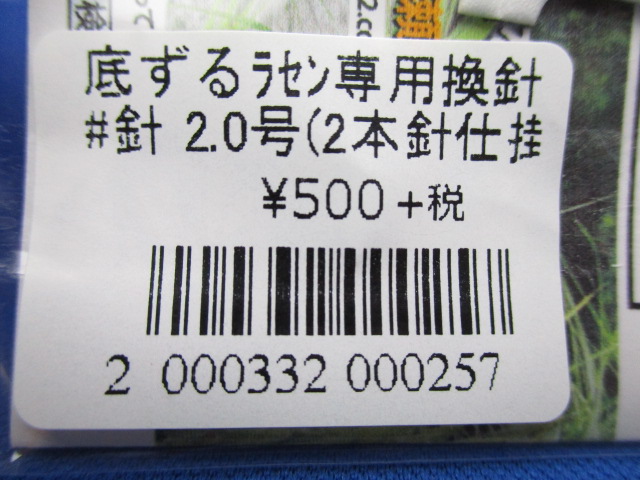 底ずるﾗｾﾝ専用換針
#針 2.0号(2本針仕掛
¥500+税
2 000332 000257